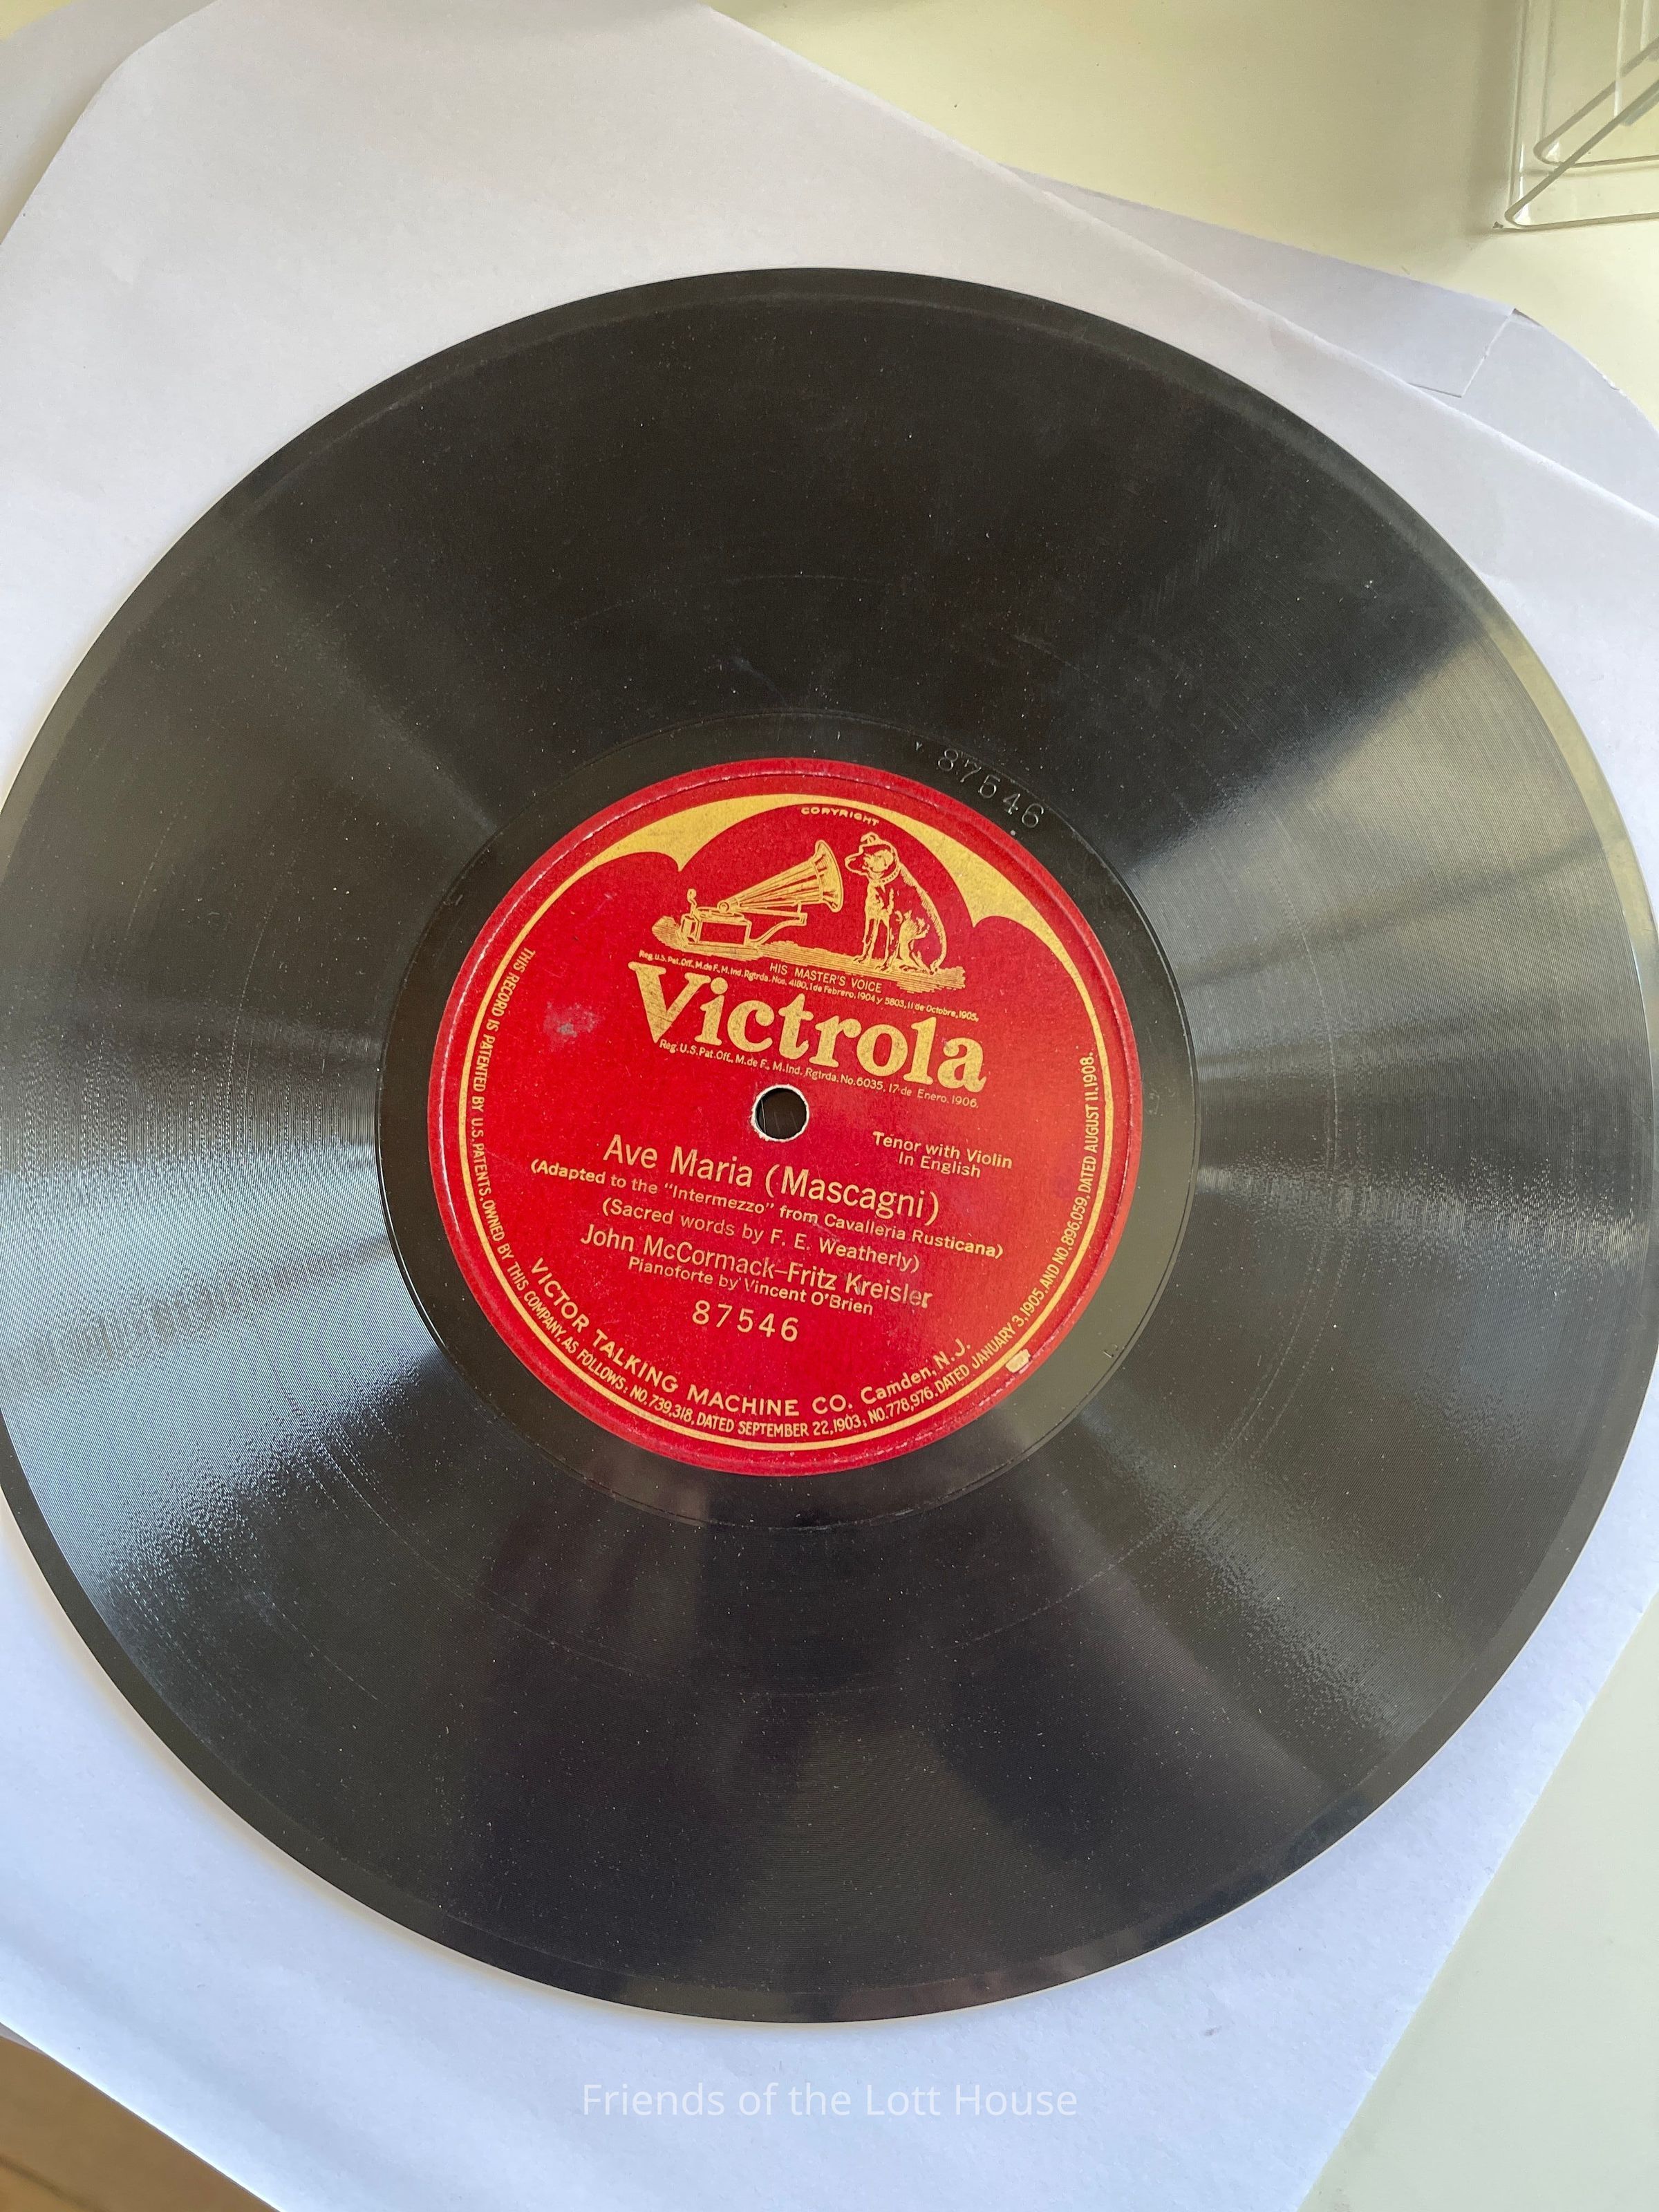 87546
COPYRIGHT
HIS MASTER'S VOICE
Reg. U.S. Pat. Off., M. de F., M. Ind. Rgtrda. Nos. 4180, 1 de Febrero, 1904 y 5803, 11 de Octobre, 1905,
Victrola
Reg. U.S. Pat. Off., M. de F., M. Ind. Rgtrda. No. 6035, 17 de Enero, 1906.
Tenor with Violin
In English
Ave Maria (Mascagni)
(Adapted to the "Intermezzo" from Cavalleria Rusticana)
(Sacred words by F. E. Weatherly)
John McCormack–Fritz Kreisler
Pianoforte by Vincent O'Brien
87546
VICTOR TALKING MACHINE CO. Camden, N. J.
THIS RECORD IS PATENTED BY U.S. PATENTS, OWNED BY THIS COMPANY, AS FOLLOWS: NO. 739,318, DATED SEPTEMBER 22, 1903; NO. 778,976, DATED JANUARY 3, 1905, AND NO. 896,059, DATED AUGUST 11, 1908.
Friends of the Lott House